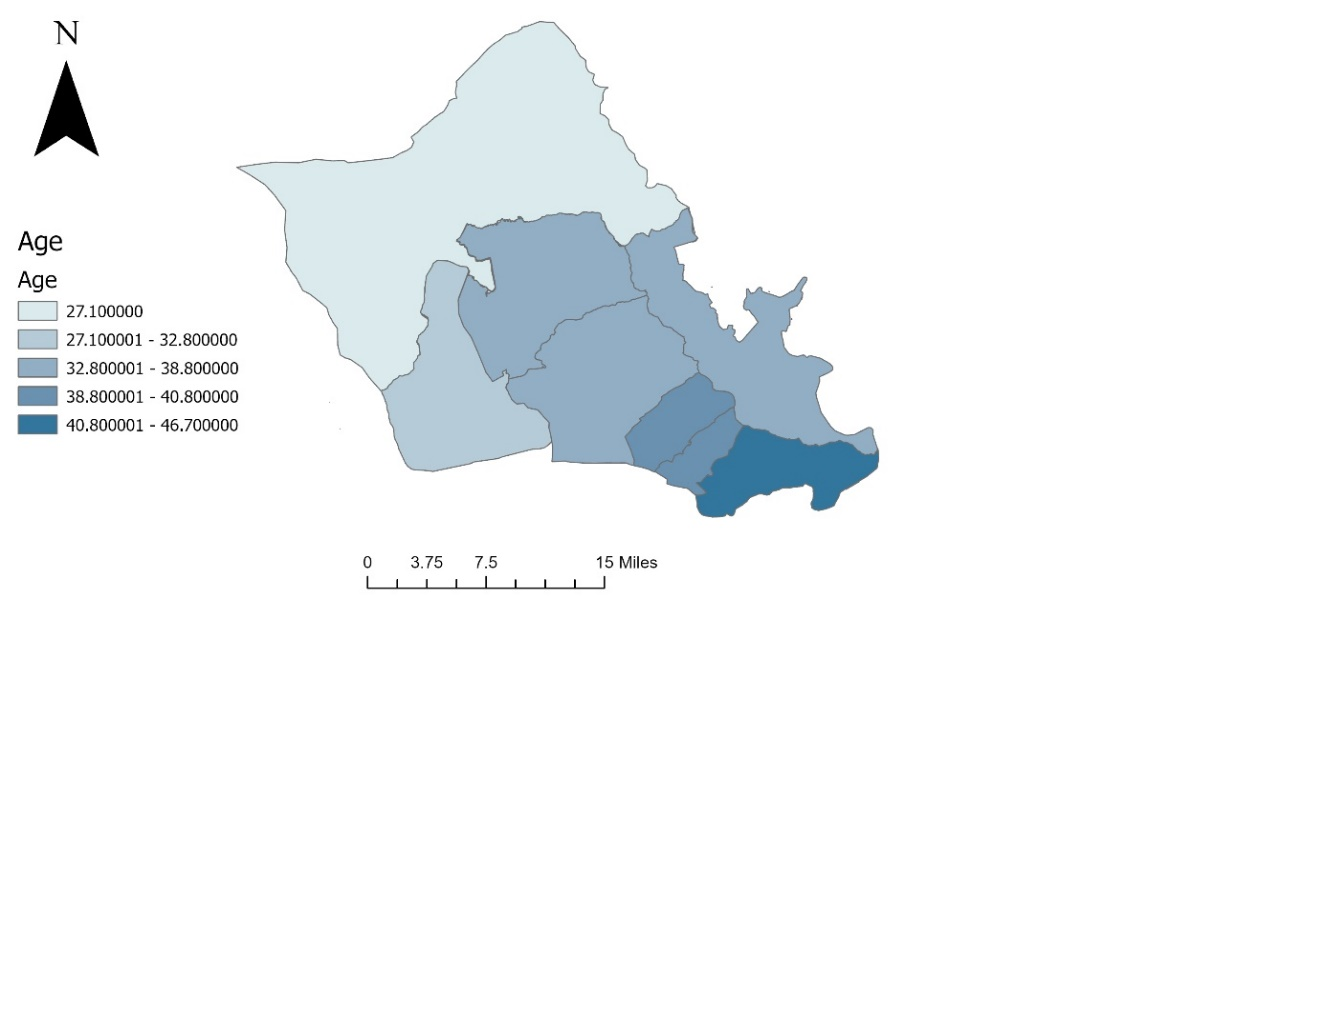 N
Age
Age
27.100000
27.100001 - 32.800000
32.800001 - 38.800000
38.800001 - 40.800000
40.800001 - 46.700000
0 3.75 7.5 15 Miles